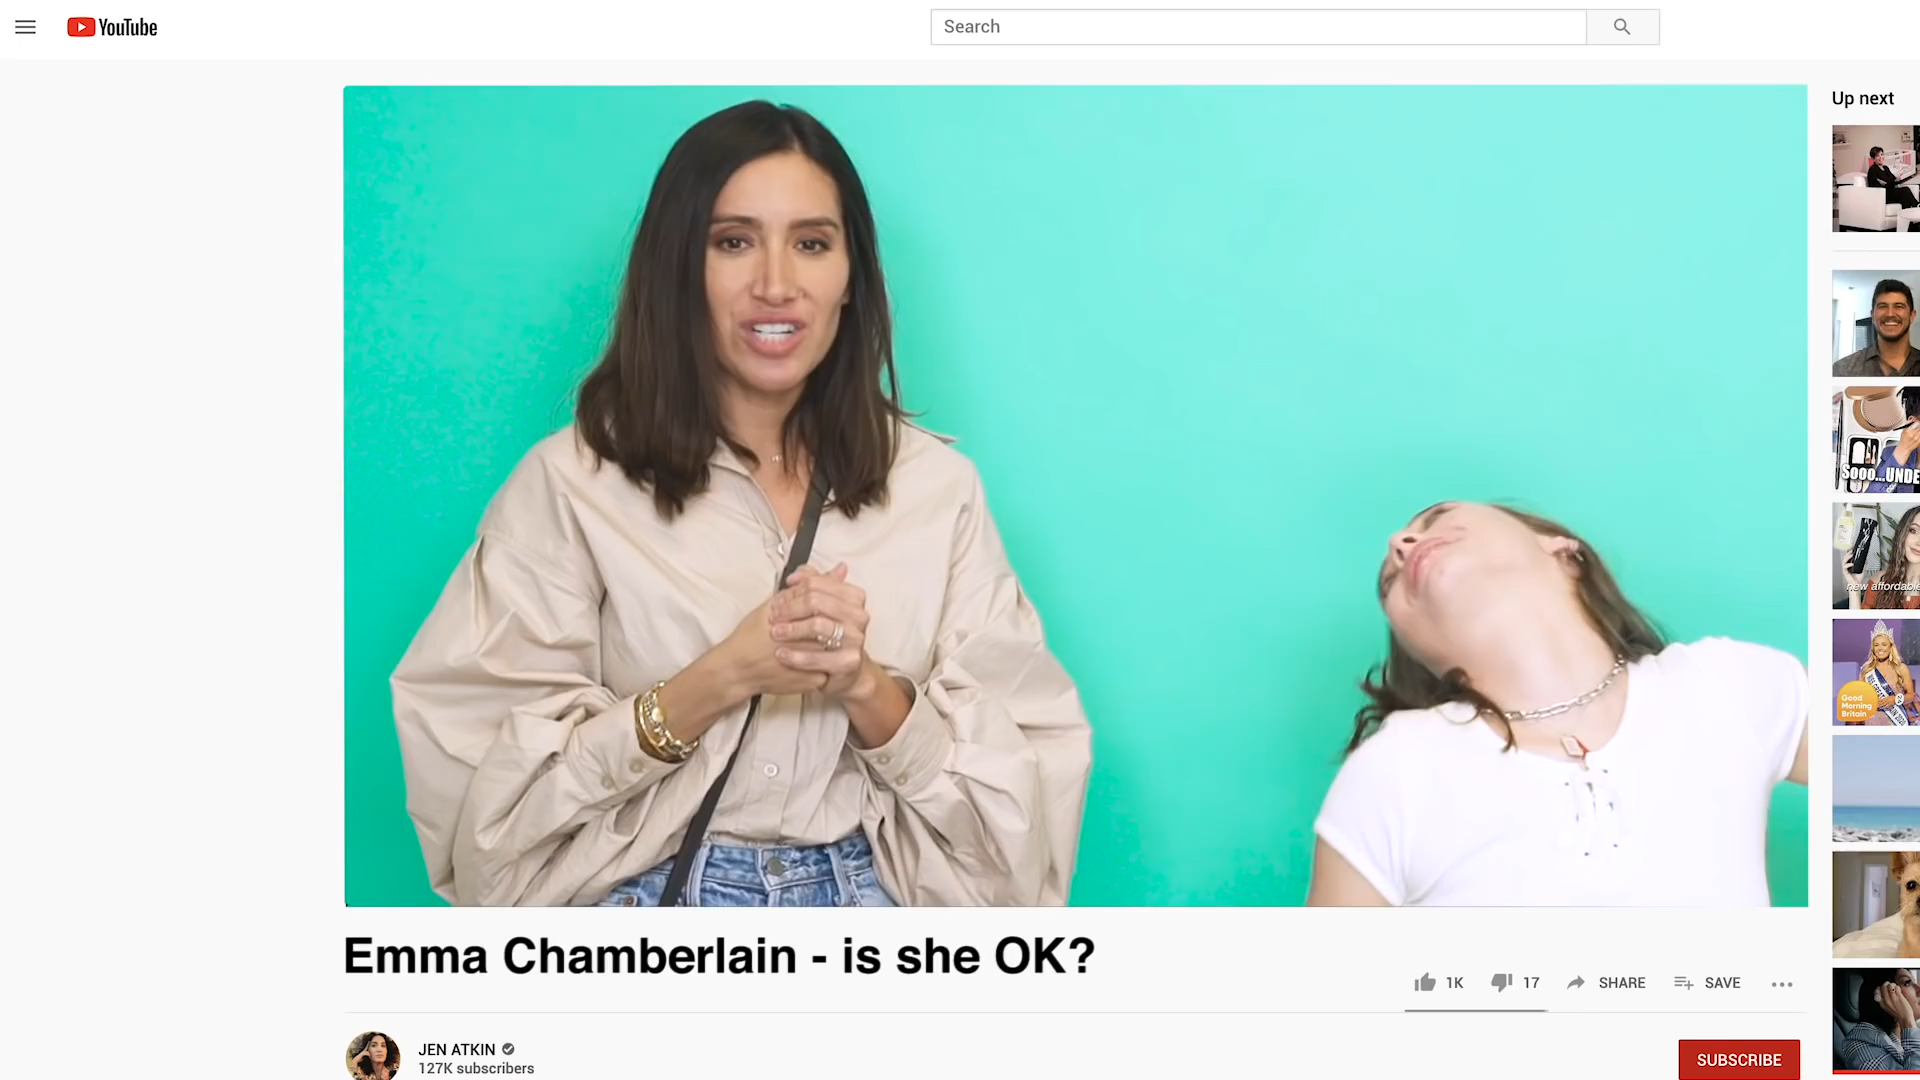 YouTube
Search
Up next
SOOO...UNDE
new affordable
Good
Morning
Britain
Emma Chamberlain - is she OK?
1K
17
SHARE
SAVE
JEN ATKIN
127K subscribers
SUBSCRIBE